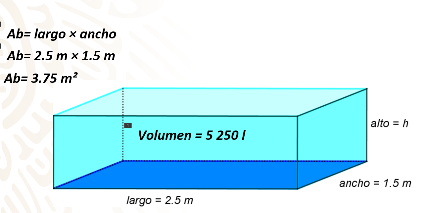 Ab= largo × ancho
Ab= 2.5 m × 1.5 m
Ab= 3.75 m²
Volumen = 5 250 l
alto = h
ancho = 1.5 m
largo = 2.5 m